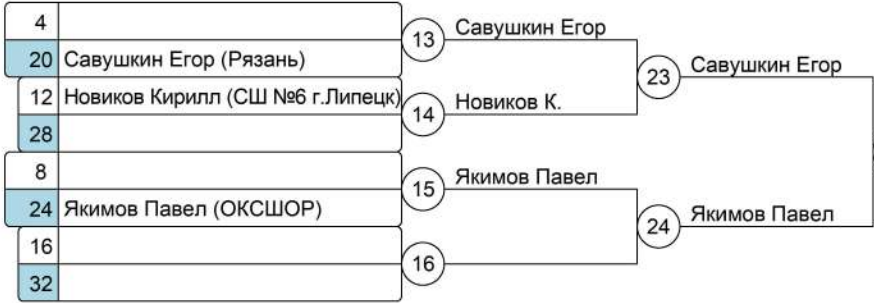 4
20 Савушкин Егор (Рязань)
12 Новиков Кирилл (СШ №6 г.Липецк)
28
8
24 Якимов Павел (ОКСШОР)
16
32
13 Савушкин Егор
14 Новиков К.
15 Якимов Павел
16
23 Савушкин Егор
24 Якимов Павел